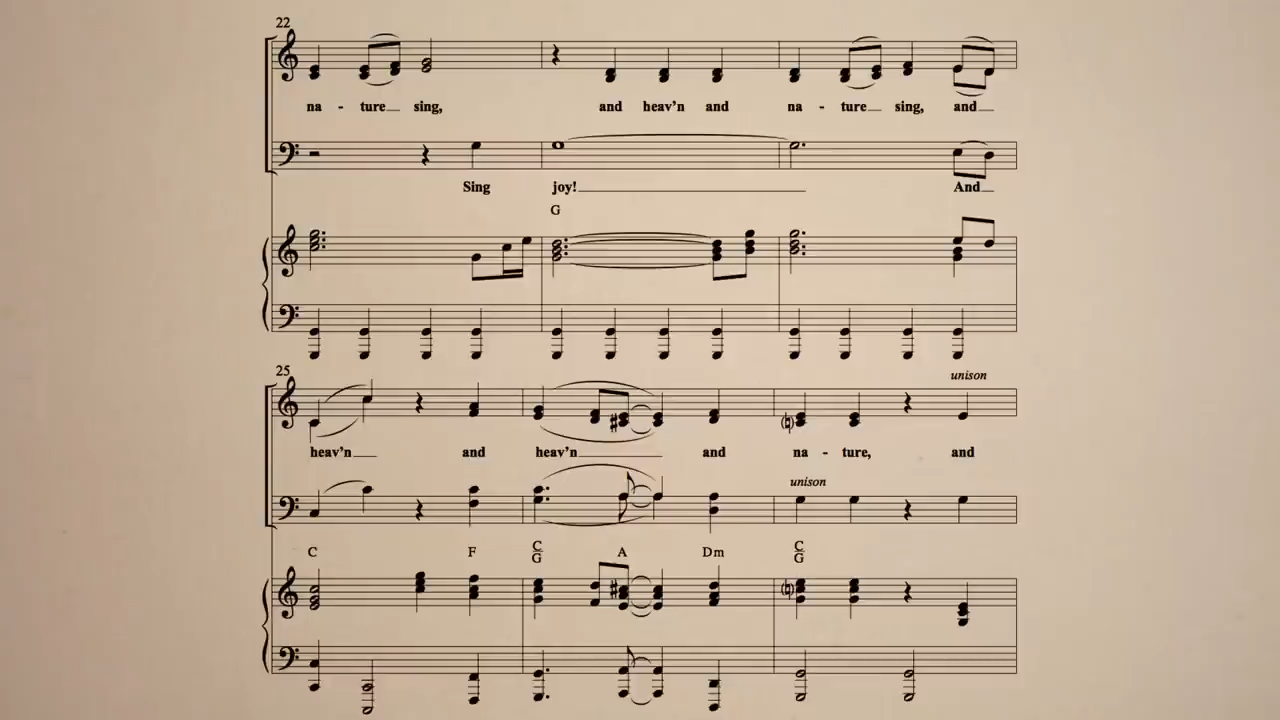 22
na - ture sing, and heav'n and na - ture sing, and
Sing joy! And
G
25
unison
heav'n and heav'n and na - ture, and
unison
C F C/G A Dm C/G